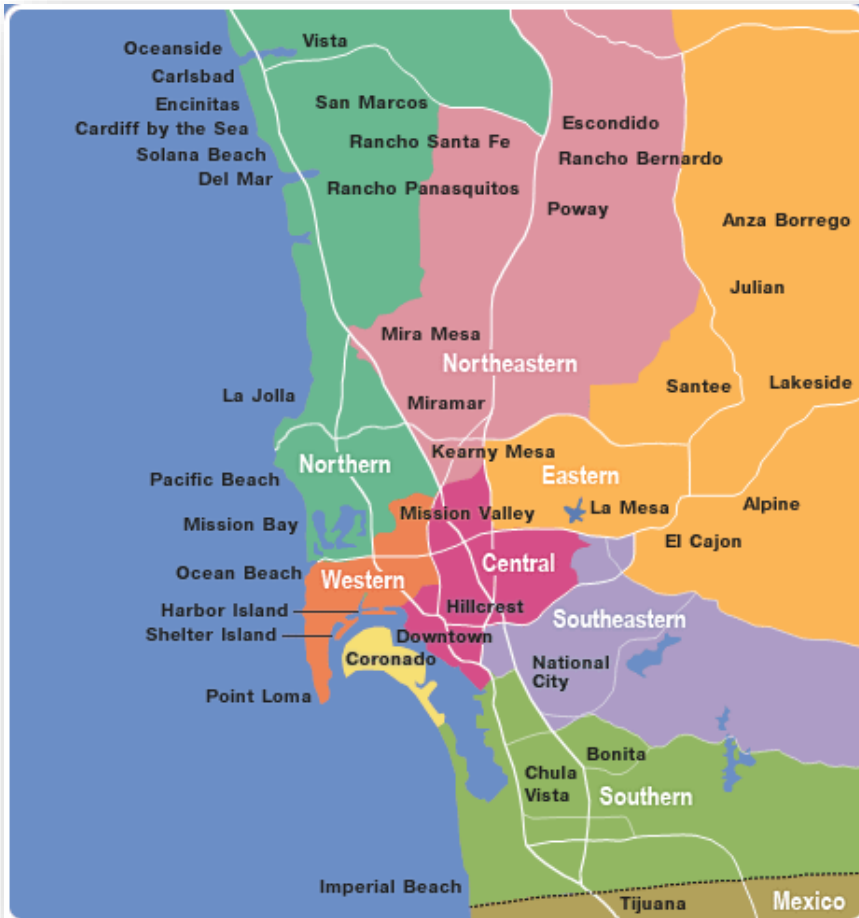 Oceanside
Vista
Carlsbad
Encinitas
San Marcos
Cardiff by the Sea
Escondido
Rancho Santa Fe
Solana Beach
Rancho Bernardo
Del Mar
Rancho Panasquitos
Poway
Anza Borrego
Julian
Mira Mesa
Northeastern
Lakeside
Santee
La Jolla
Miramar
Kearny Mesa
Northern
Eastern
Pacific Beach
Alpine
La Mesa
Mission Valley
Mission Bay
El Cajon
Central
Ocean Beach
Western
Hillcrest
Harbor Island
Southeastern
Shelter Island
Downtown
Coronado
National
City
Point Loma
Bonita
Chula
Vista
Southern
Imperial Beach
Tijuana
Mexico